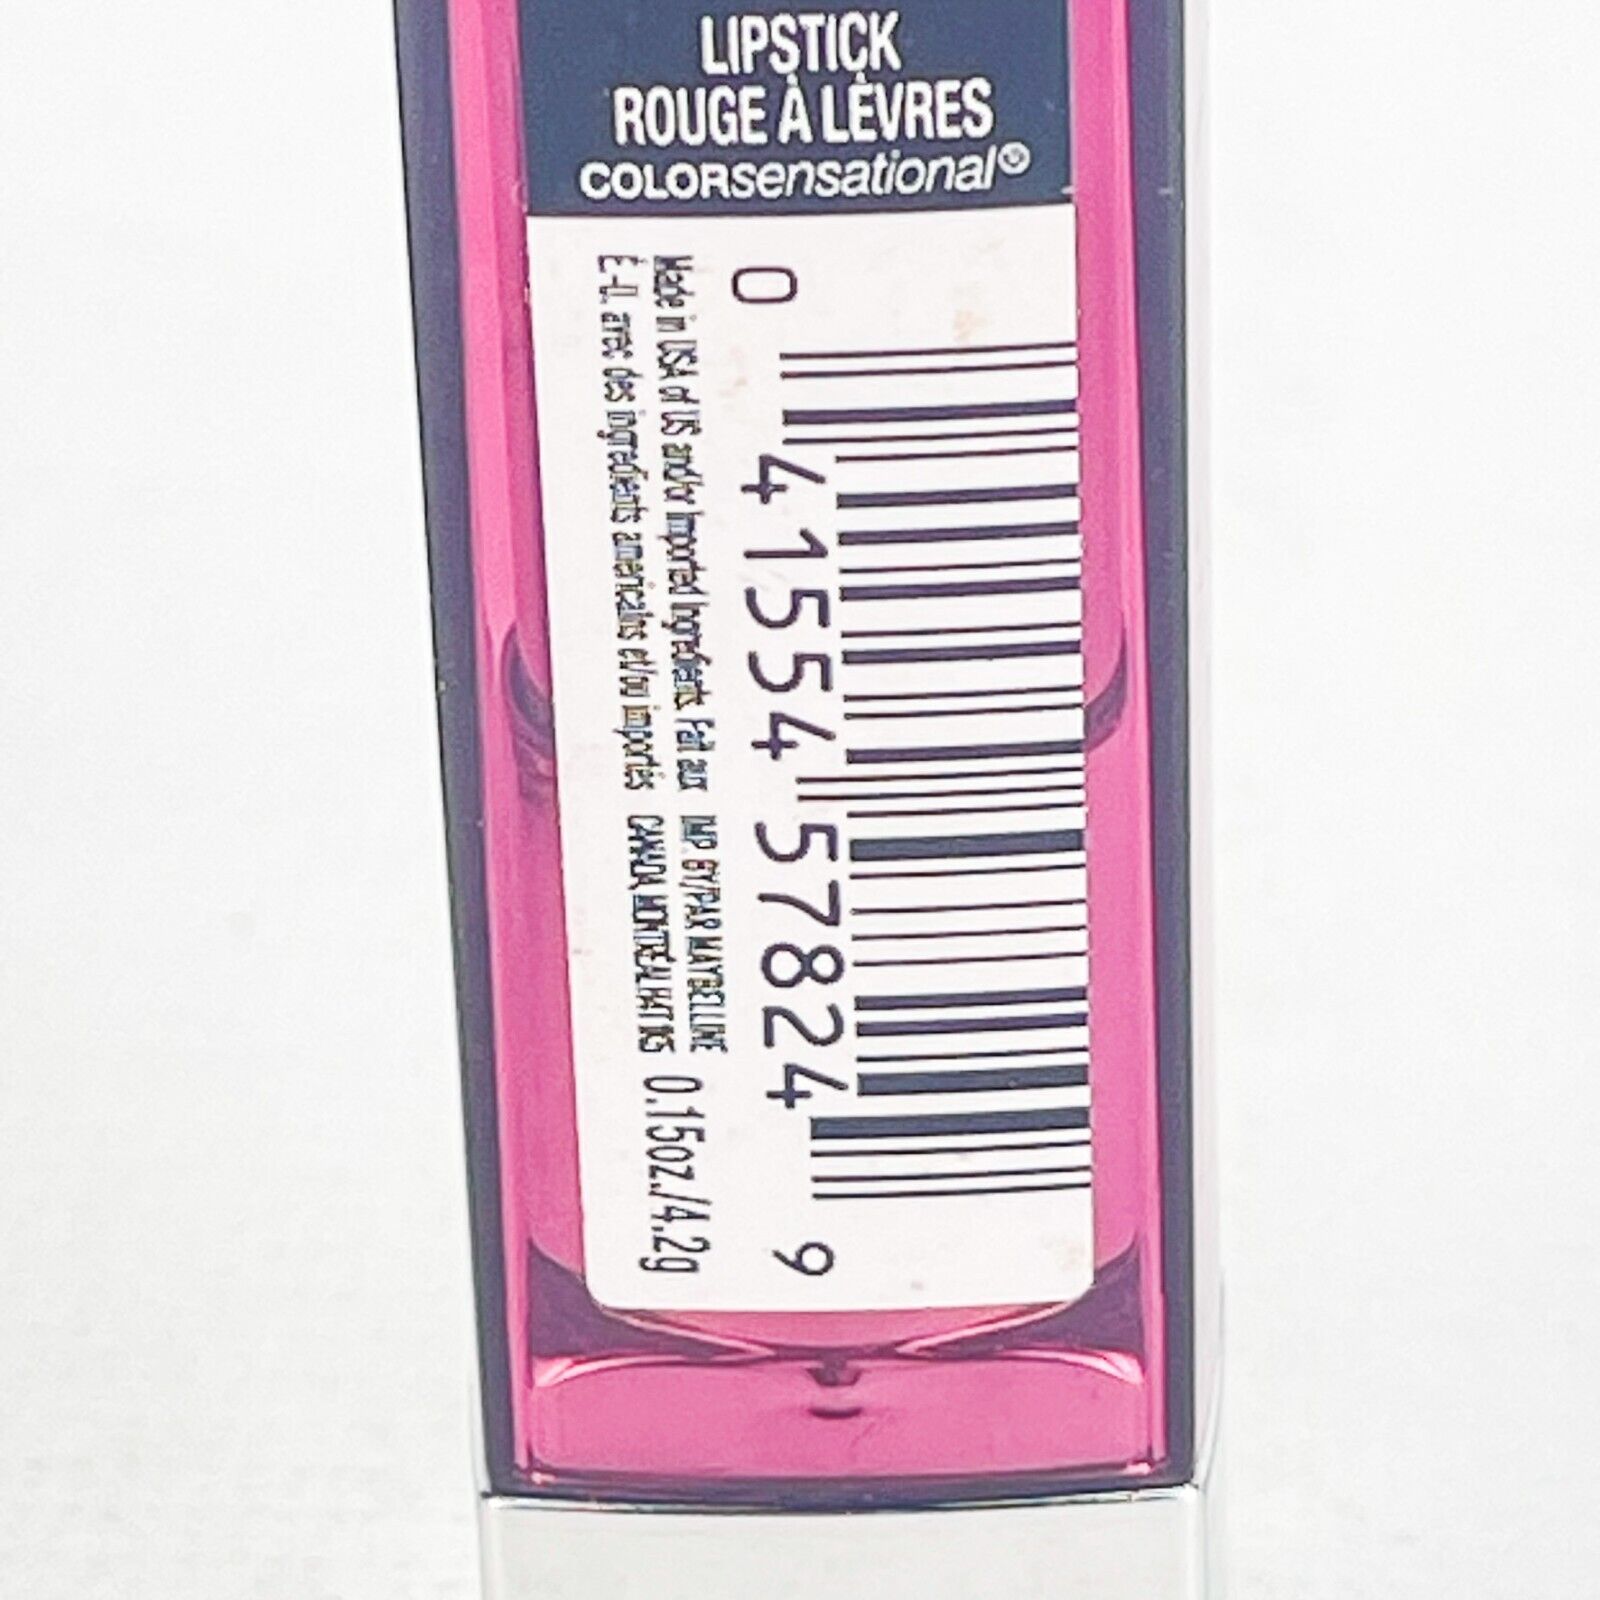 LIPSTICK
ROUGE À LÈVRES
COLORsensational®
0 41554 57824 9
Made in USA of US and/or Imported Ingredients. Fait aux
É.-U. avec des ingrédients américains et/ou importés
IMP. BY/PAR MAYBELLINE
CANADA, MONTRÉAL H4T 1K5
0.15oz./4.2g